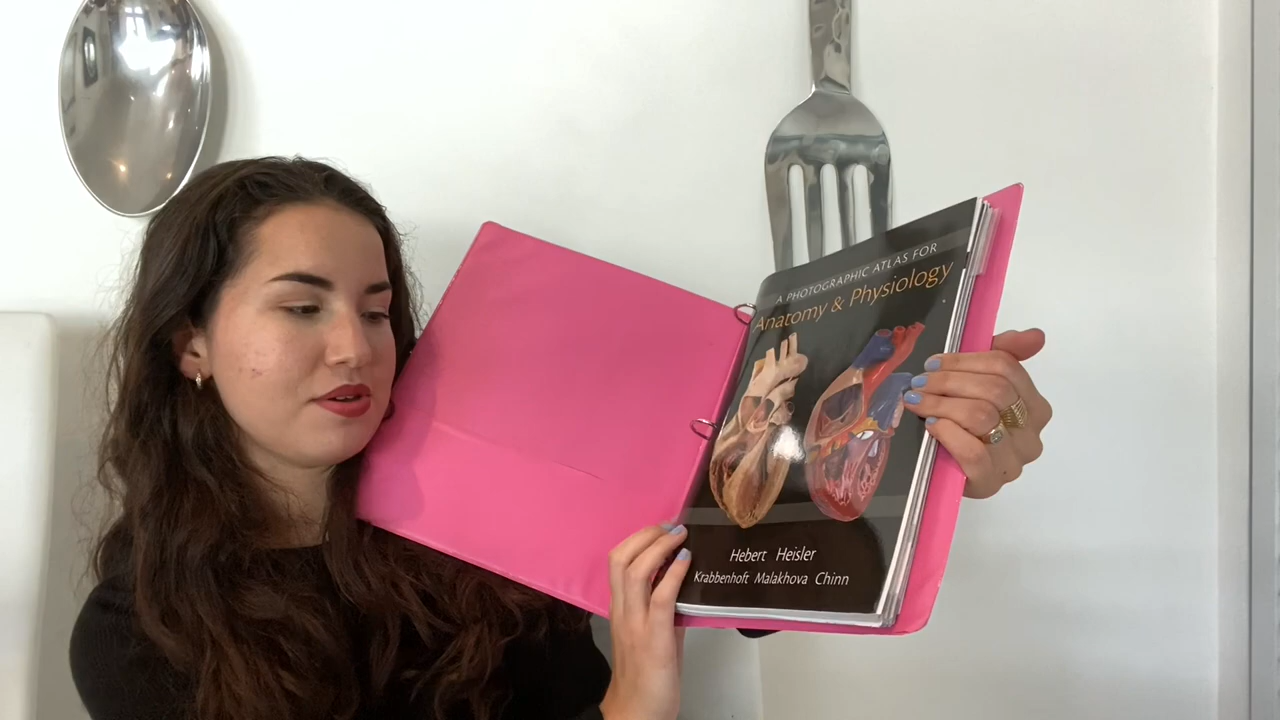 A PHOTOGRAPHIC ATLAS FOR
Anatomy & Physiology
Hebert Heisler
Krabbenhoft Malakhova Chinn